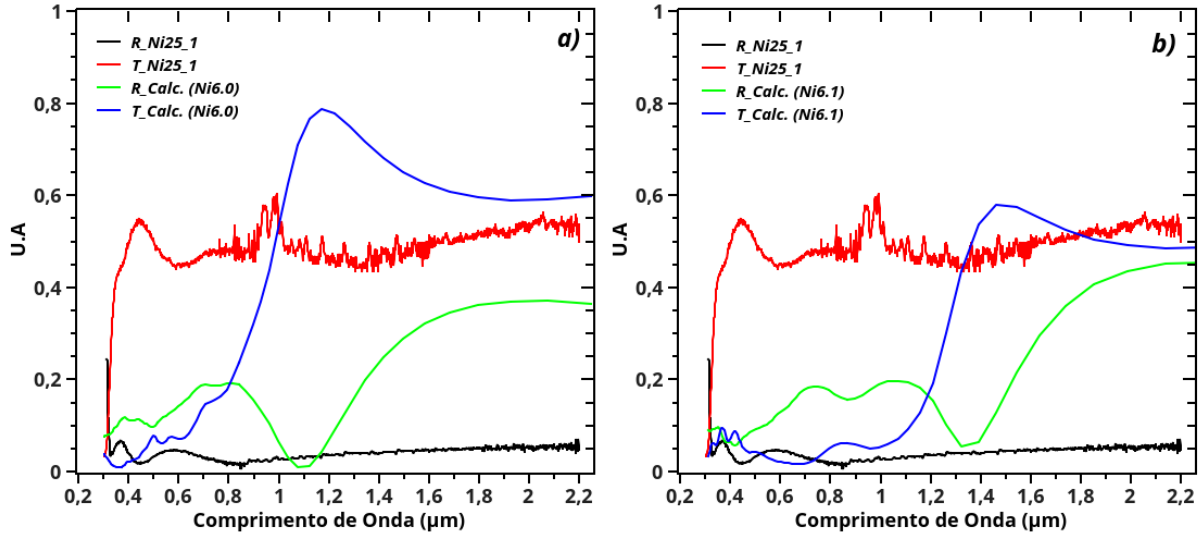 a)
R_Ni25_1
T_Ni25_1
R_Calc. (Ni6.0)
T_Calc. (Ni6.0)
U.A
1
0,8
0,6
0,4
0,2
0
0,2 0,4 0,6 0,8 1 1,2 1,4 1,6 1,8 2 2,2
Comprimento de Onda (µm)
b)
R_Ni25_1
T_Ni25_1
R_Calc. (Ni6.1)
T_Calc. (Ni6.1)
U.A
1
0,8
0,6
0,4
0,2
0
0,2 0,4 0,6 0,8 1 1,2 1,4 1,6 1,8 2 2,2
Comprimento de Onda (µm)